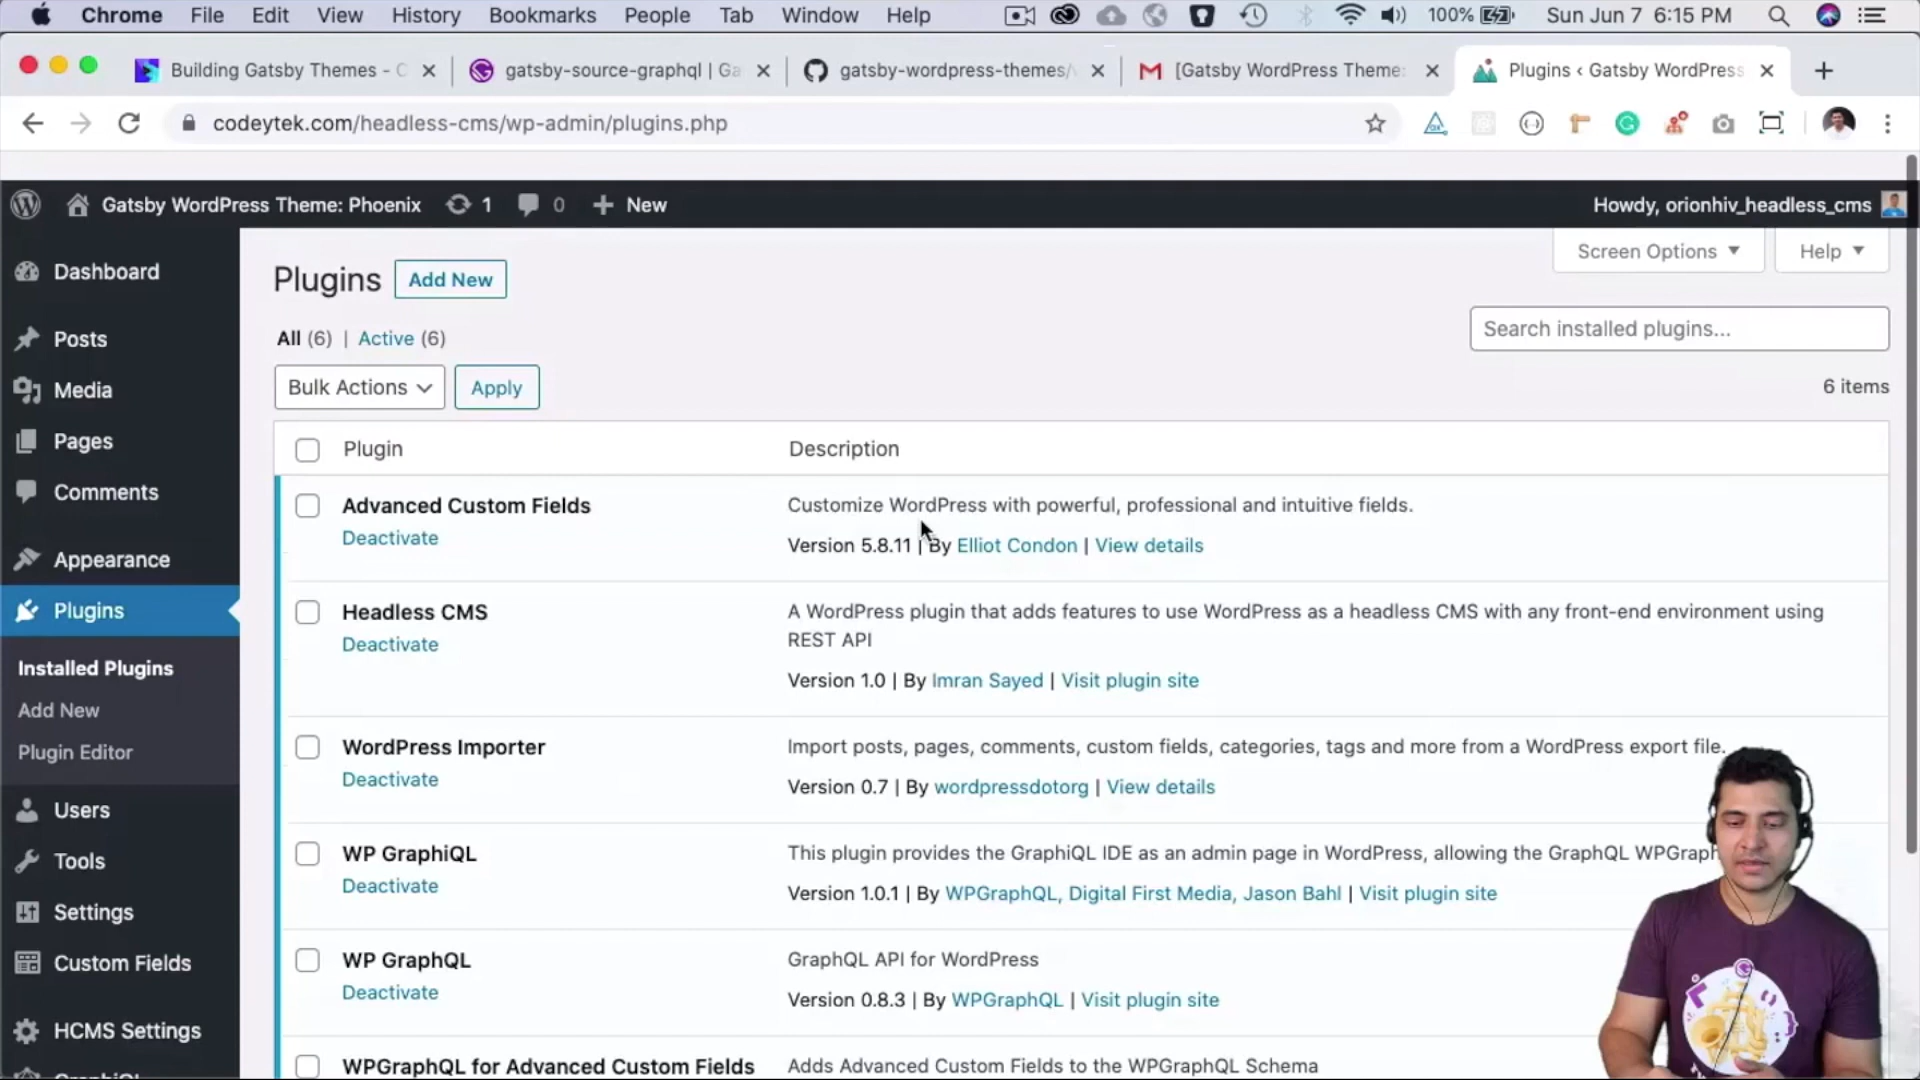 Chrome File Edit View History Bookmarks People Tab Window Help 100% Sun Jun 7 6:15 PM
Building Gatsby Themes - C gatsby-source-graphql | Ga gatsby-wordpress-themes/ [Gatsby WordPress Theme: Plugins ‹ Gatsby WordPress
codeytek.com/headless-cms/wp-admin/plugins.php
Gatsby WordPress Theme: Phoenix 1 0 New Howdy, orionhiv_headless_cms
Screen Options Help
Dashboard
Posts
Media
Pages
Comments
Appearance
Plugins
Installed Plugins
Add New
Plugin Editor
Users
Tools
Settings
Custom Fields
HCMS Settings
GraphiQL
Plugins Add New
All (6) | Active (6)
Search installed plugins...
Bulk Actions Apply
6 items
Plugin Description
Advanced Custom Fields
Deactivate
Customize WordPress with powerful, professional and intuitive fields.
Version 5.8.11 | By Elliot Condon | View details
Headless CMS
Deactivate
A WordPress plugin that adds features to use WordPress as a headless CMS with any front-end environment using
REST API
Version 1.0 | By Imran Sayed | Visit plugin site
WordPress Importer
Deactivate
Import posts, pages, comments, custom fields, categories, tags and more from a WordPress export file.
Version 0.7 | By wordpressdotorg | View details
WP GraphiQL
Deactivate
This plugin provides the GraphiQL IDE as an admin page in WordPress, allowing the GraphQL WPGraph
Version 1.0.1 | By WPGraphQL, Digital First Media, Jason Bahl | Visit plugin site
WP GraphQL
Deactivate
GraphQL API for WordPress
Version 0.8.3 | By WPGraphQL | Visit plugin site
WPGraphQL for Advanced Custom Fields
Adds Advanced Custom Fields to the WPGraphQL Schema